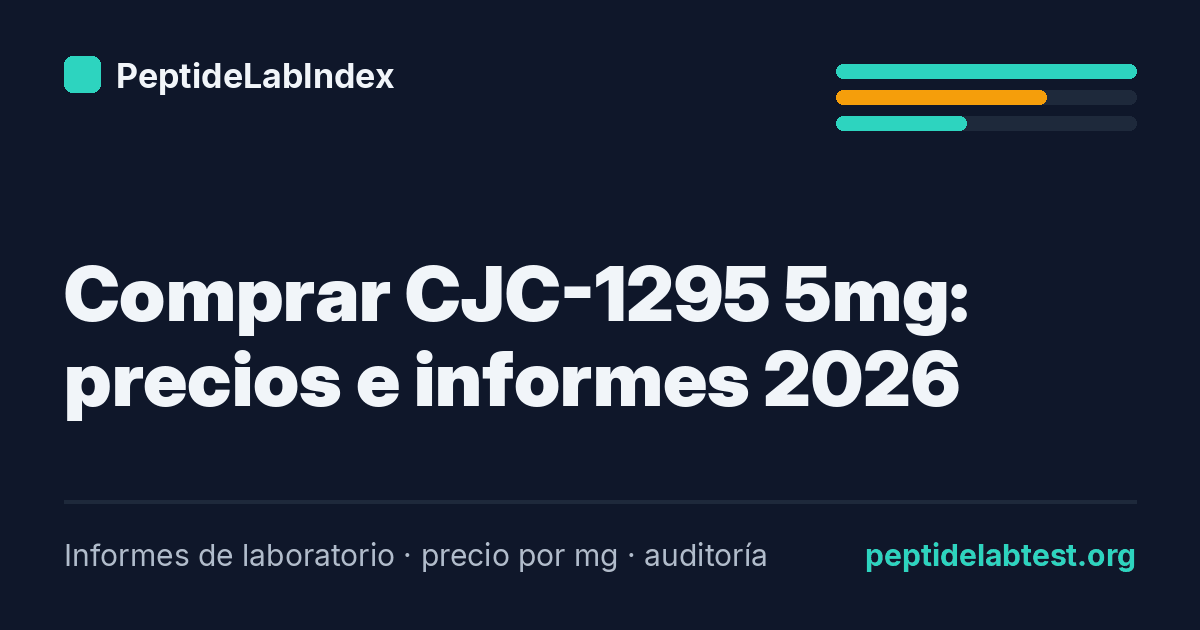 PeptideLabIndex
Comprar CJC-1295 5mg:
precios e informes 2026
Informes de laboratorio · precio por mg · auditoría
peptidelabtest.org